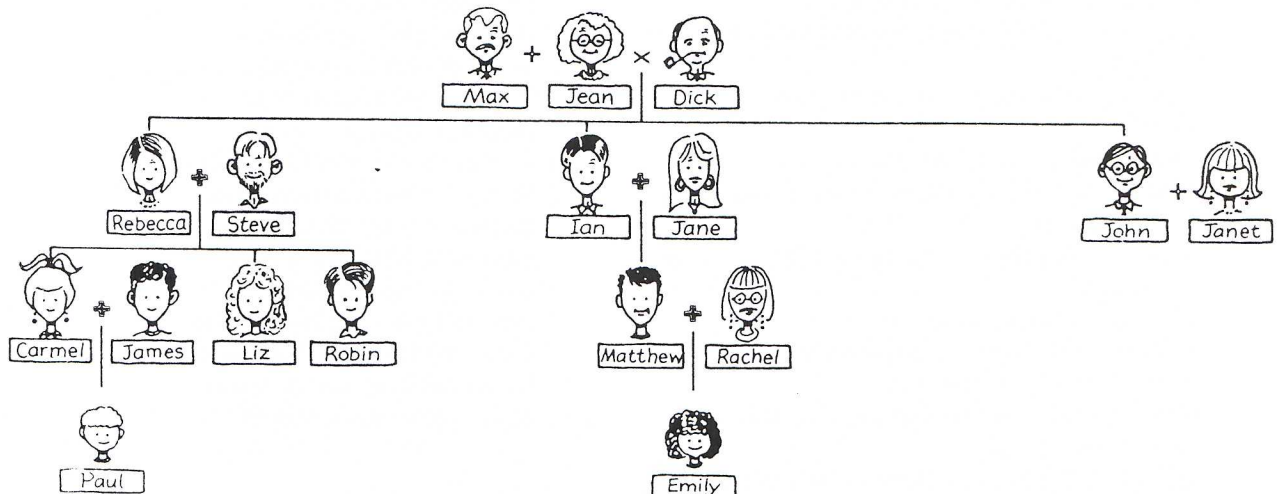 Max Jean Dick
Rebecca Steve Ian Jane John Janet
Carmel James Liz Robin Matthew Rachel
Paul Emily